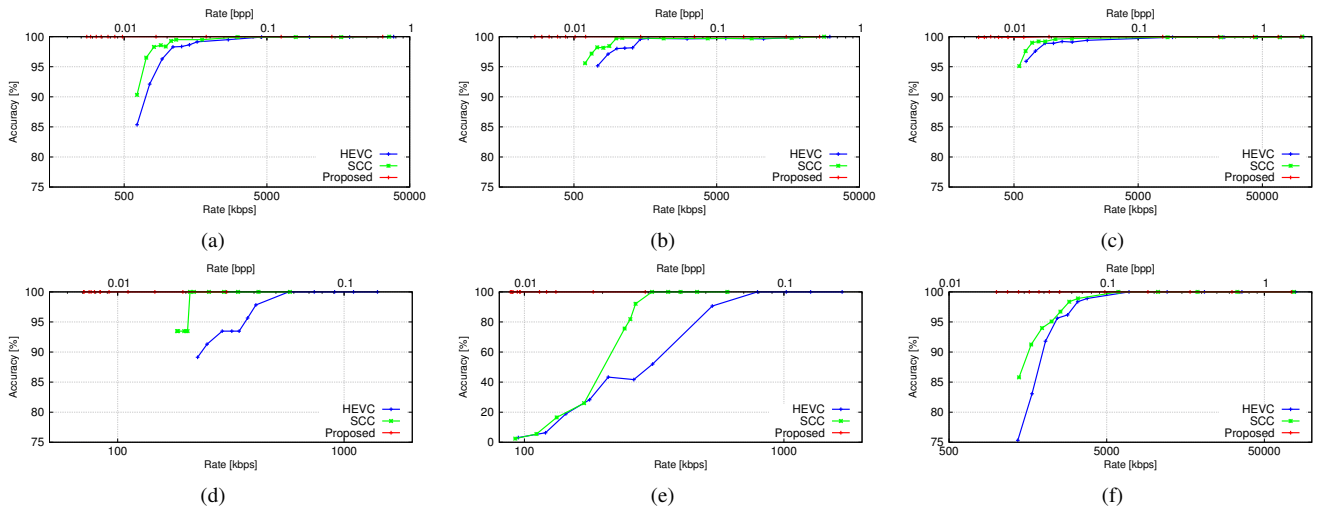 Rate [bpp]
0.01 0.1 1
100
95
90
85
80
75
Accuracy [%]
HEVC
SCC
Proposed
500 5000 50000
Rate [kbps]
(a)
Rate [bpp]
0.01 0.1 1
100
95
90
85
80
75
Accuracy [%]
HEVC
SCC
Proposed
500 5000 50000
Rate [kbps]
(b)
Rate [bpp]
0.01 0.1 1
100
95
90
85
80
75
Accuracy [%]
HEVC
SCC
Proposed
500 5000 50000
Rate [kbps]
(c)
Rate [bpp]
0.01 0.1
100
95
90
85
80
75
Accuracy [%]
HEVC
SCC
Proposed
100 1000
Rate [kbps]
(d)
Rate [bpp]
0.01 0.1
100
80
60
40
20
0
Accuracy [%]
HEVC
SCC
Proposed
100 1000
Rate [kbps]
(e)
Rate [bpp]
0.01 0.1 1
100
95
90
85
80
75
Accuracy [%]
HEVC
SCC
Proposed
500 5000 50000
Rate [kbps]
(f)